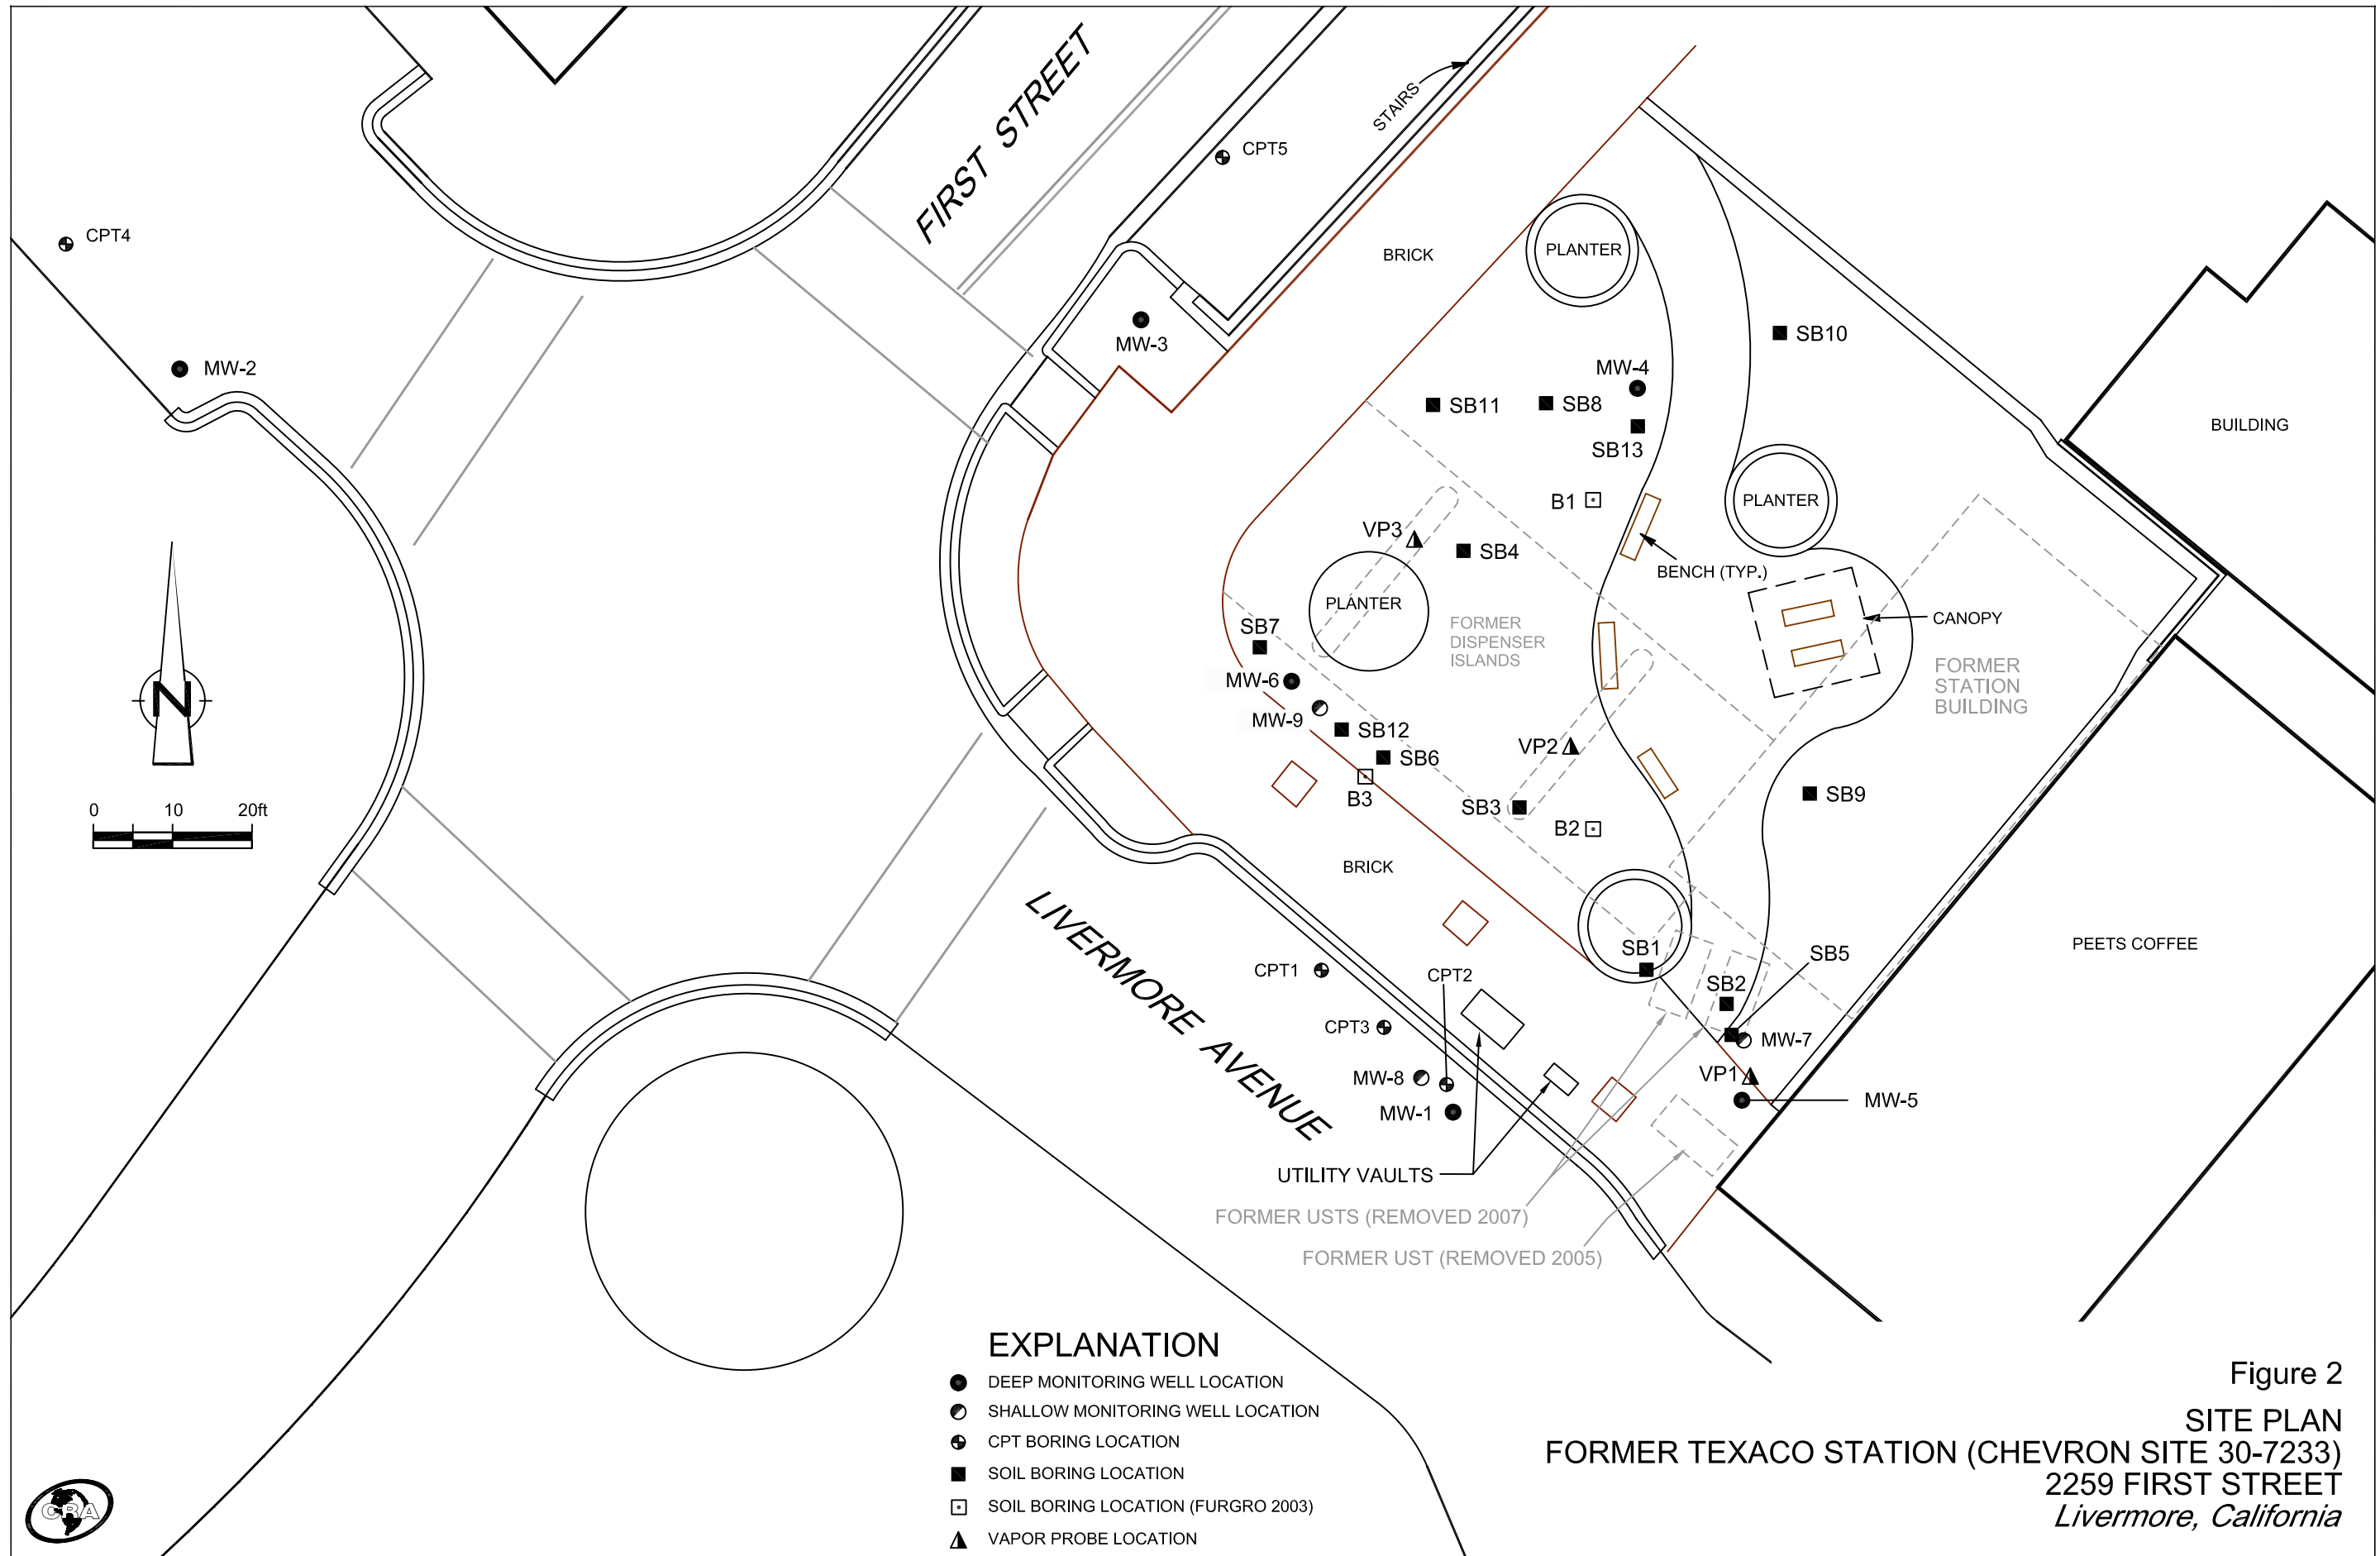 FIRST STREET
STAIRS
CPT5
CPT4
BRICK
PLANTER
MW-3
MW-2
SB10
MW-4
SB11
SB8
SB13
BUILDING
B1
PLANTER
VP3
SB4
BENCH (TYP.)
PLANTER
CANOPY
SB7
FORMER
DISPENSER
ISLANDS
FORMER
STATION
BUILDING
MW-6
MW-9
SB12
SB6
VP2
B3
SB3
B2
SB9
N
0 10 20ft
BRICK
LIVERMORE AVENUE
SB1
SB5
PEETS COFFEE
CPT1
CPT2
SB2
CPT3
MW-7
MW-8
VP1
MW-1
MW-5
UTILITY VAULTS
FORMER USTS (REMOVED 2007)
FORMER UST (REMOVED 2005)
EXPLANATION
DEEP MONITORING WELL LOCATION
SHALLOW MONITORING WELL LOCATION
CPT BORING LOCATION
SOIL BORING LOCATION
SOIL BORING LOCATION (FURGRO 2003)
VAPOR PROBE LOCATION
CRA
Figure 2
SITE PLAN
FORMER TEXACO STATION (CHEVRON SITE 30-7233)
2259 FIRST STREET
Livermore, California